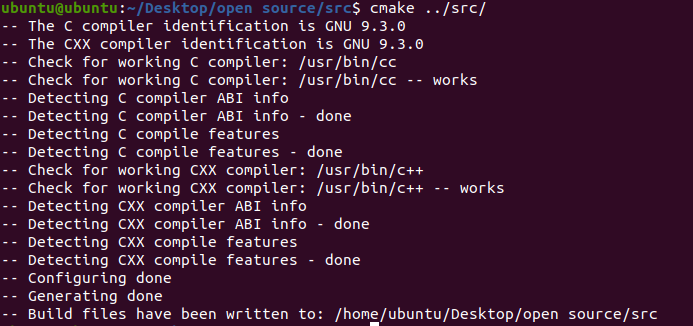 ubuntu@ubuntu:~/Desktop/open source/src$ cmake ../src/
-- The C compiler identification is GNU 9.3.0
-- The CXX compiler identification is GNU 9.3.0
-- Check for working C compiler: /usr/bin/cc
-- Check for working C compiler: /usr/bin/cc -- works
-- Detecting C compiler ABI info
-- Detecting C compiler ABI info - done
-- Detecting C compile features
-- Detecting C compile features - done
-- Check for working CXX compiler: /usr/bin/c++
-- Check for working CXX compiler: /usr/bin/c++ -- works
-- Detecting CXX compiler ABI info
-- Detecting CXX compiler ABI info - done
-- Detecting CXX compile features
-- Detecting CXX compile features - done
-- Configuring done
-- Generating done
-- Build files have been written to: /home/ubuntu/Desktop/open source/src